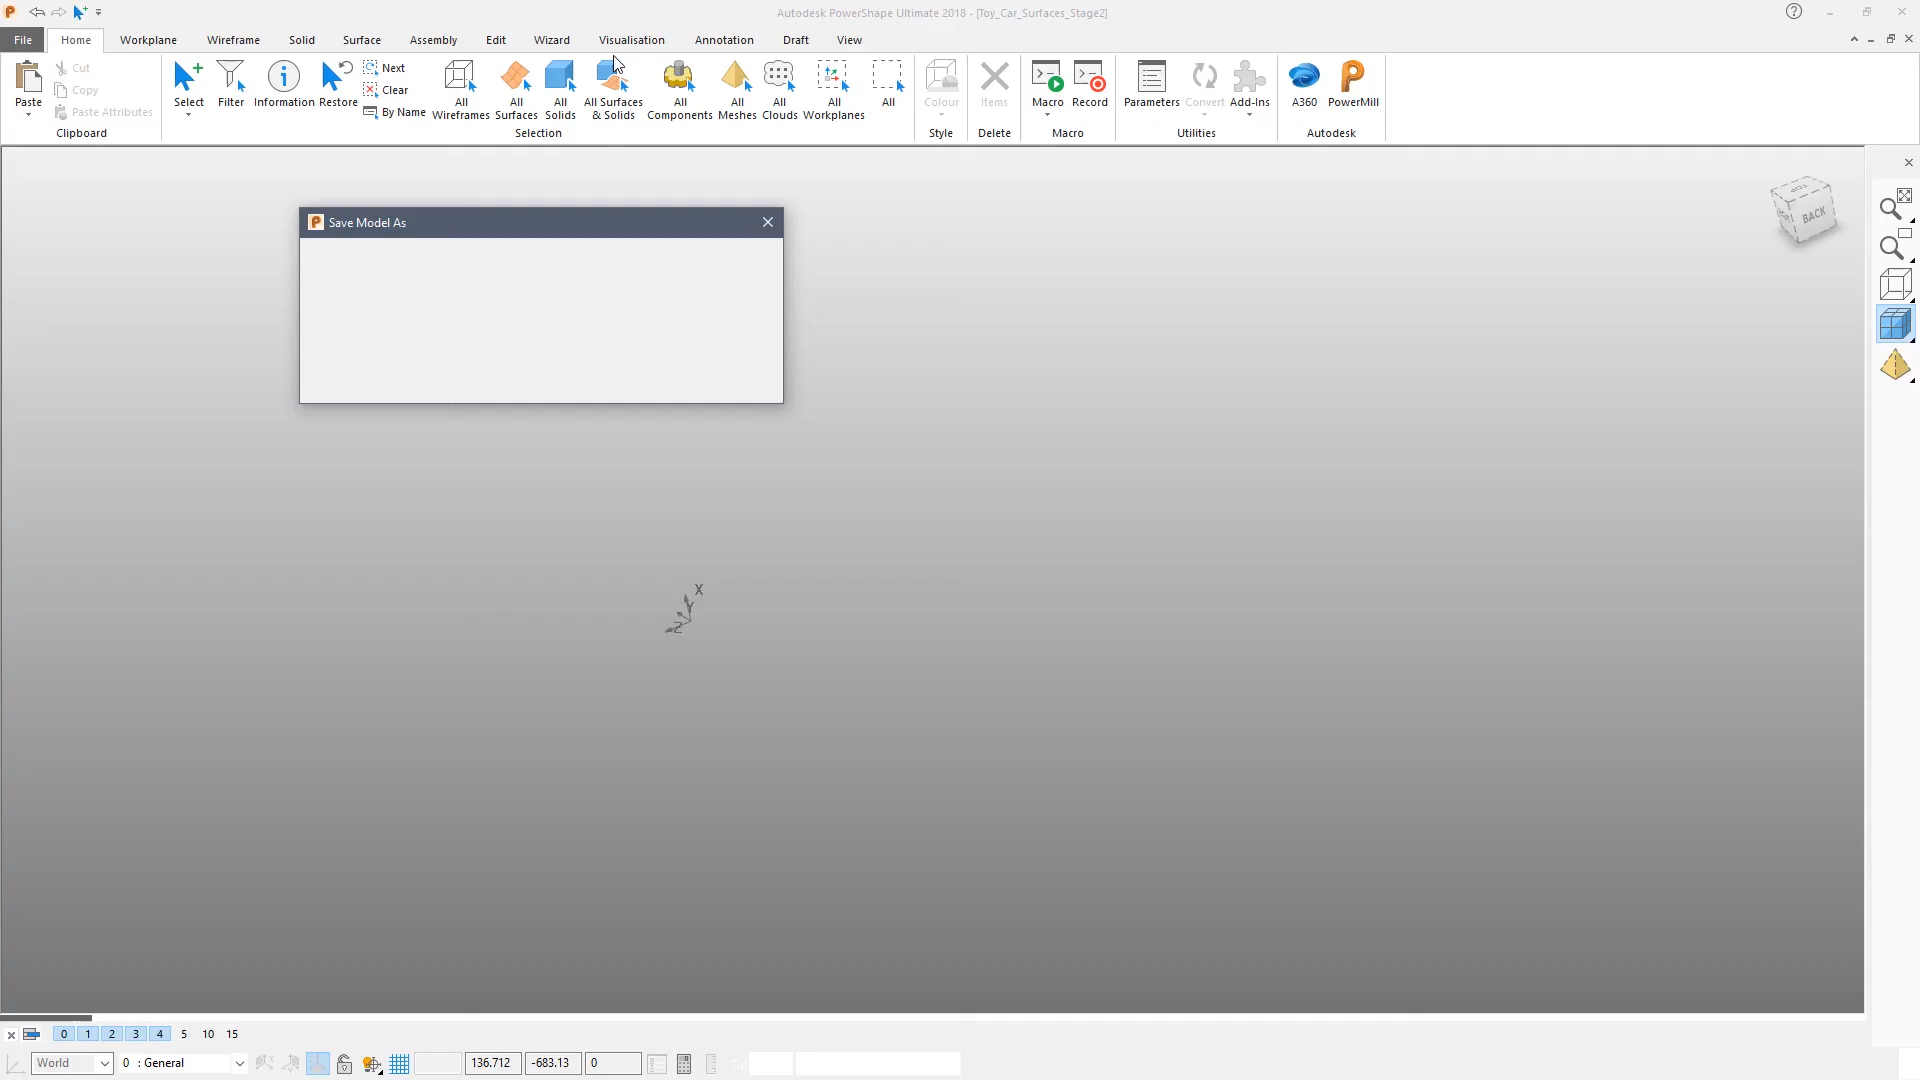 Autodesk PowerShape Ultimate 2018 - [Toy_Car_Surfaces_Stage2]
File Home Workplane Wireframe Solid Surface Assembly Edit Wizard Visualisation Annotation Draft View
Paste
Cut
Copy
Paste Attributes
Clipboard
Select
Filter
Information
Restore
Next
Clear
By Name
All Wireframes
All Surfaces
All Solids
All Surfaces & Solids
All Components
All Meshes
All Clouds
All Workplanes
All
Selection
Colour
Style
Items
Delete
Macro
Record
Macro
Parameters
Convert
Add-Ins
Utilities
A360
PowerMill
Autodesk
Save Model As
TOP
BACK
X
Y
Z
0 1 2 3 4 5 10 15
World
0 : General
136.712
-683.13
0